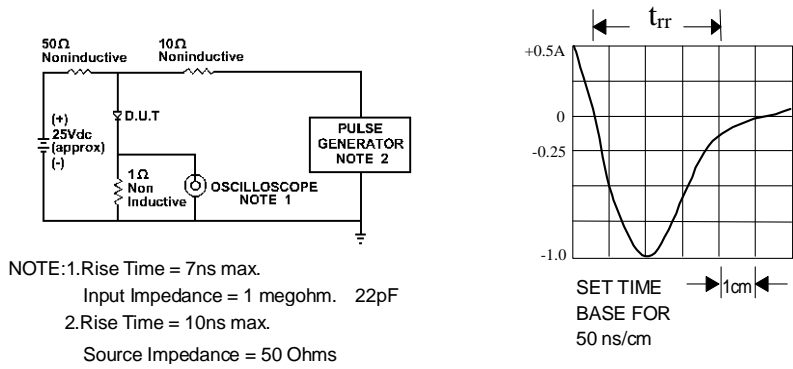 50Ω
Noninductive
10Ω
Noninductive
(+)
25Vdc
(approx)
(-)
D.U.T
1Ω
Non
Inductive
OSCILLOSCOPE
NOTE 1
PULSE
GENERATOR
NOTE 2
NOTE:1.Rise Time = 7ns max.
Input Impedance = 1 megohm. 22pF
2.Rise Time = 10ns max.
Source Impedance = 50 Ohms
trr
+0.5A
0
-0.25
-1.0
SET TIME
BASE FOR
50 ns/cm
1cm